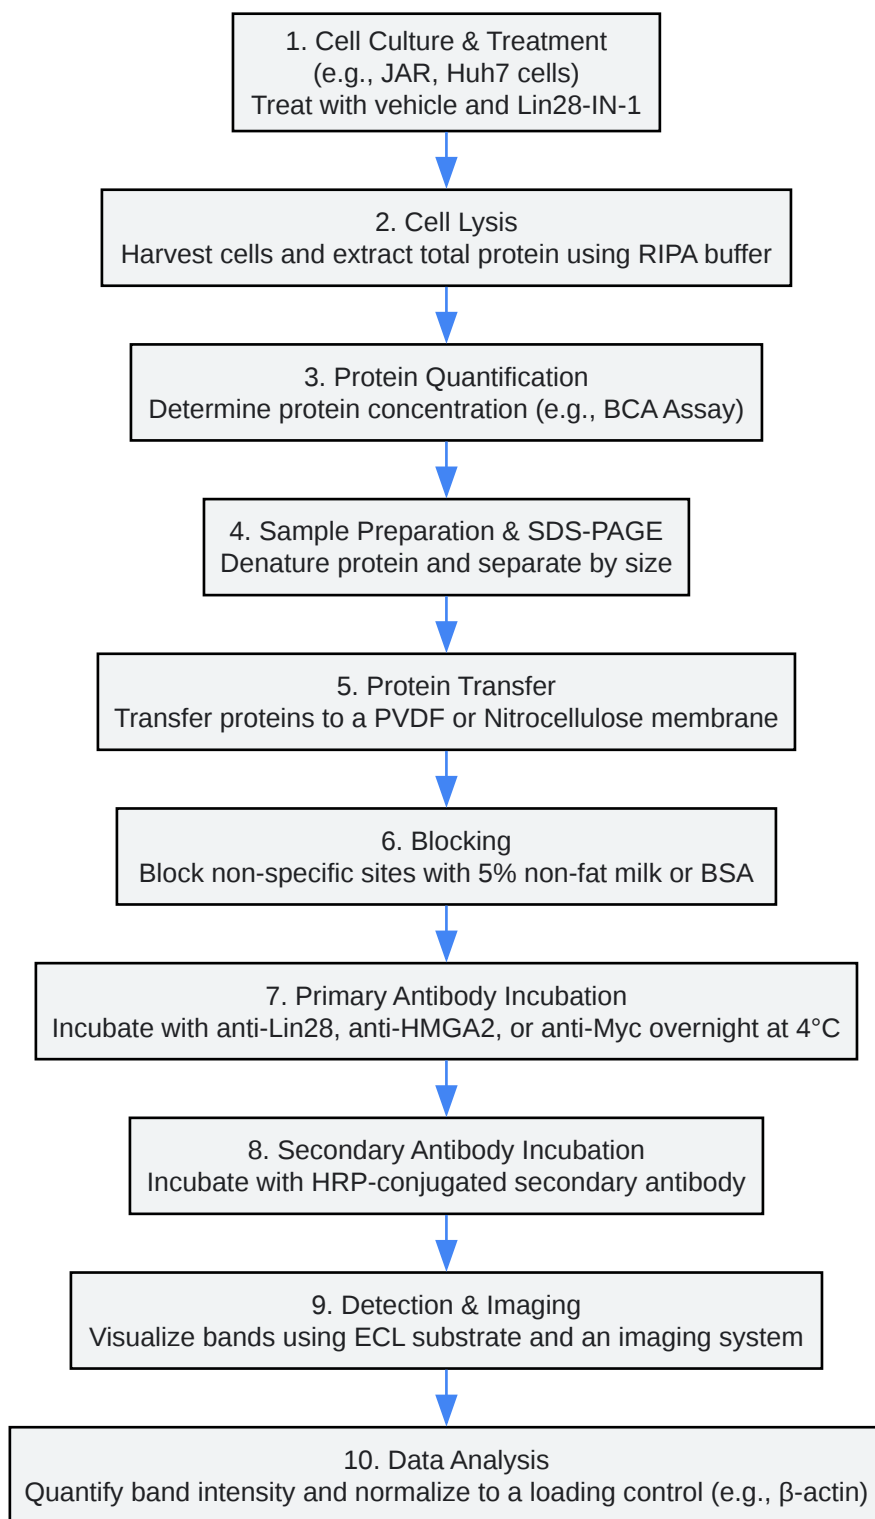 1. Cell Culture & Treatment
(e.g., JAR, Huh7 cells)
Treat with vehicle and Lin28-IN-1
2. Cell Lysis
Harvest cells and extract total protein using RIPA buffer
3. Protein Quantification
Determine protein concentration (e.g., BCA Assay)
4. Sample Preparation & SDS-PAGE
Denature protein and separate by size
5. Protein Transfer
Transfer proteins to a PVDF or Nitrocellulose membrane
6. Blocking
Block non-specific sites with 5% non-fat milk or BSA
7. Primary Antibody Incubation
Incubate with anti-Lin28, anti-HMGA2, or anti-Myc overnight at 4°C
8. Secondary Antibody Incubation
Incubate with HRP-conjugated secondary antibody
9. Detection & Imaging
Visualize bands using ECL substrate and an imaging system
10. Data Analysis
Quantify band intensity and normalize to a loading control (e.g., β-actin)